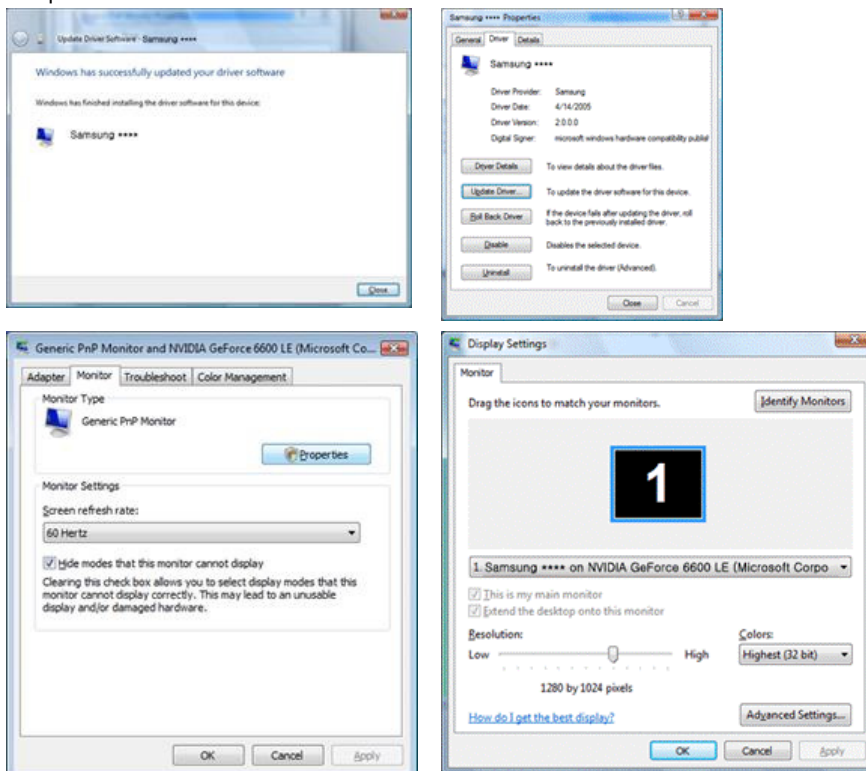 Update Driver Software - Samsung ****
Windows has successfully updated your driver software
Windows has finished installing the driver software for this device:
Samsung ****
Close
Samsung **** Properties
General Driver Details
Samsung ****
Driver Provider: Samsung
Driver Date: 4/14/2005
Driver Version: 2.0.0.0
Digital Signer: microsoft windows hardware compatibility publis
Driver Details To view details about the driver files.
Update Driver... To update the driver software for this device.
Roll Back Driver If the device fails after updating the driver, roll
back to the previously installed driver.
Disable Disables the selected device.
Uninstall To uninstall the driver (Advanced).
Close Cancel
Generic PnP Monitor and NVIDIA GeForce 6600 LE (Microsoft Co...
Adapter Monitor Troubleshoot Color Management
Monitor Type
Generic PnP Monitor
Properties
Monitor Settings
Screen refresh rate:
60 Hertz
Hide modes that this monitor cannot display
Clearing this check box allows you to select display modes that this
monitor cannot display correctly. This may lead to an unusable
display and/or damaged hardware.
OK Cancel Apply
Display Settings
Monitor
Drag the icons to match your monitors.
Identify Monitors
1
1. Samsung **** on NVIDIA GeForce 6600 LE (Microsoft Corpo
This is my main monitor
Extend the desktop onto this monitor
Resolution:
Colors:
Low High
Highest (32 bit)
1280 by 1024 pixels
How do I get the best display?
Advanced Settings...
OK Cancel Apply